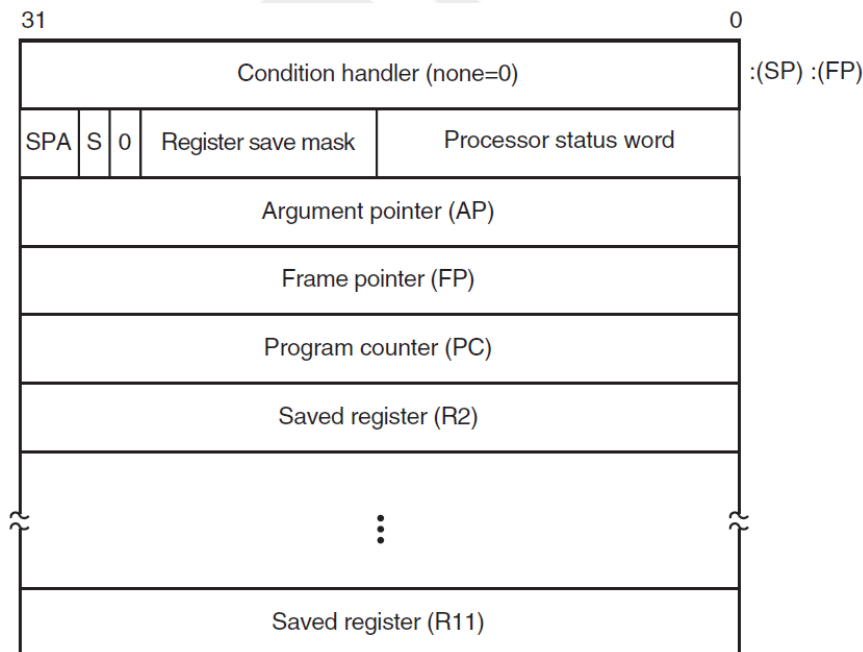 31 0
Condition handler (none=0) :(SP) :(FP)
SPA S 0 Register save mask Processor status word
Argument pointer (AP)
Frame pointer (FP)
Program counter (PC)
Saved register (R2)
Saved register (R11)